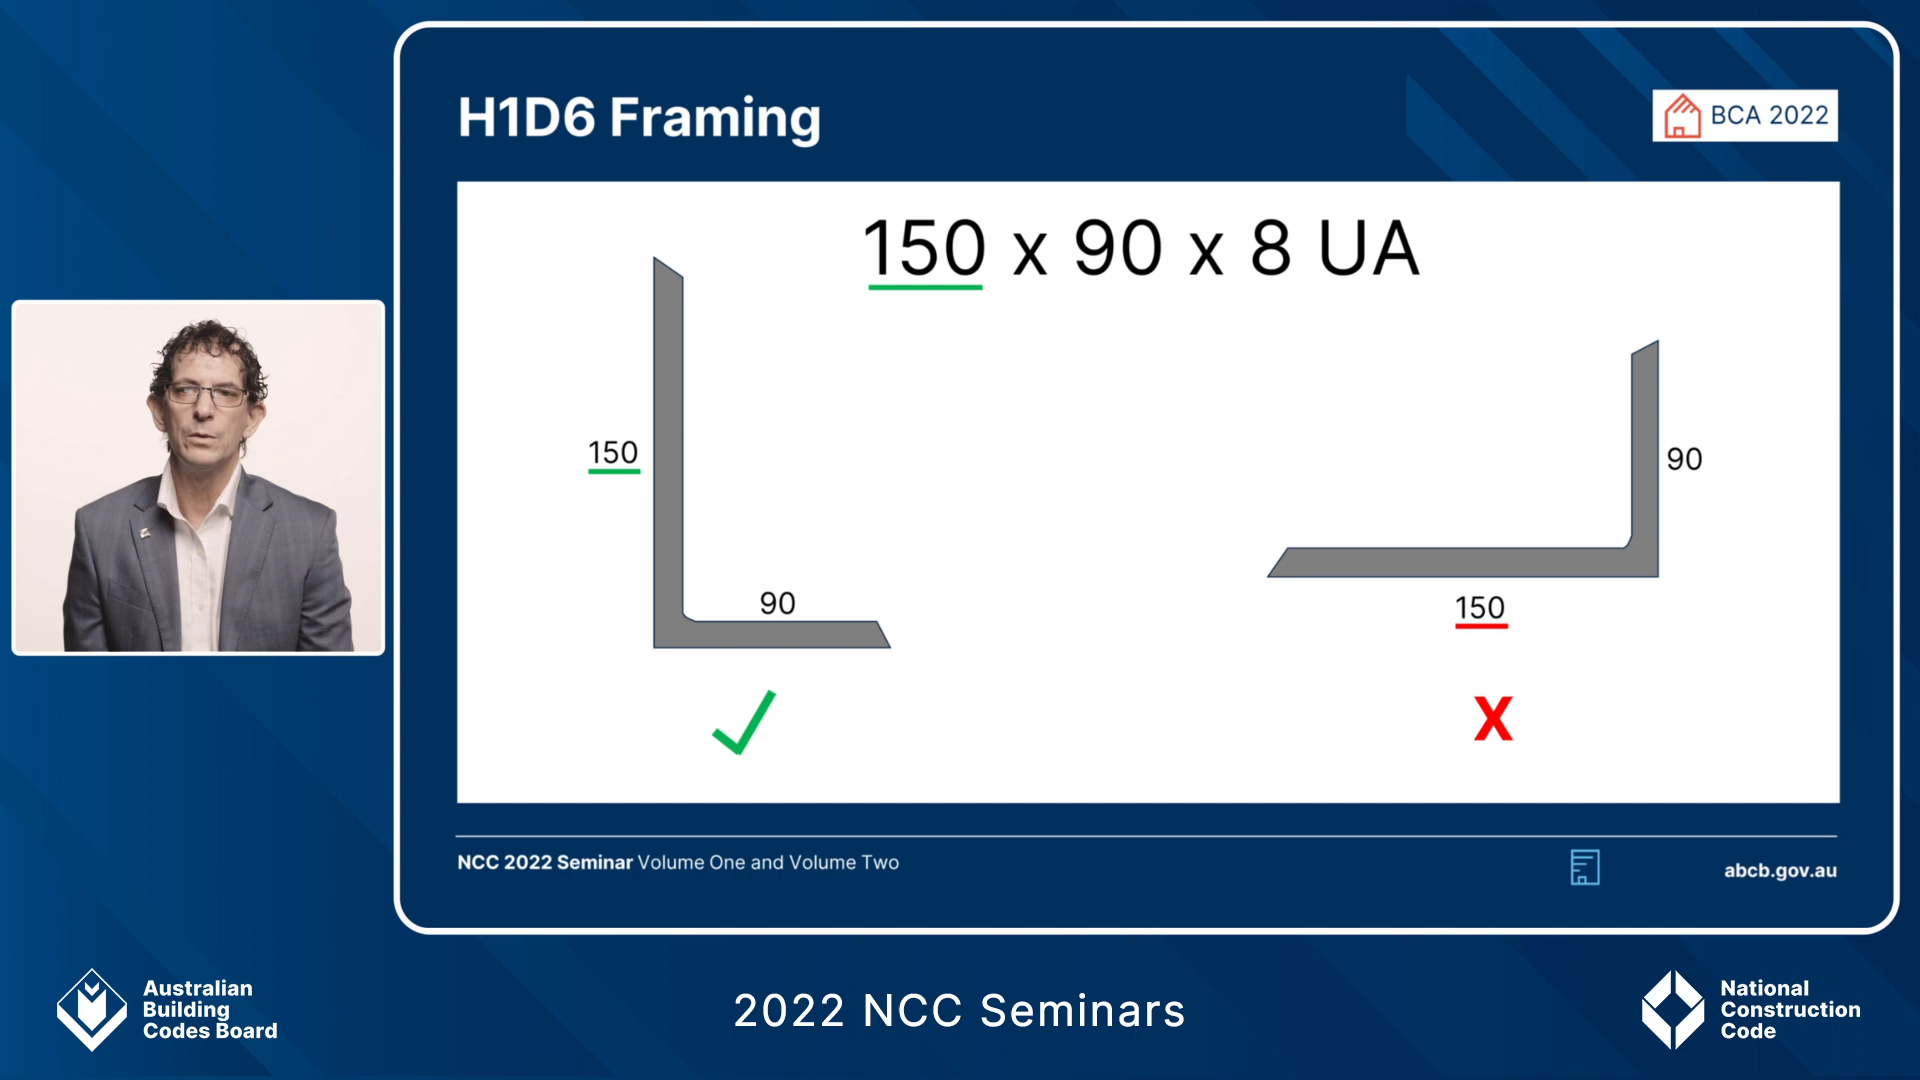 H1D6 Framing
BCA 2022
150 x 90 x 8 UA
150
90
90
150
X
NCC 2022 Seminar Volume One and Volume Two
abcb.gov.au
Australian
Building
Codes Board
2022 NCC Seminars
National
Construction
Code